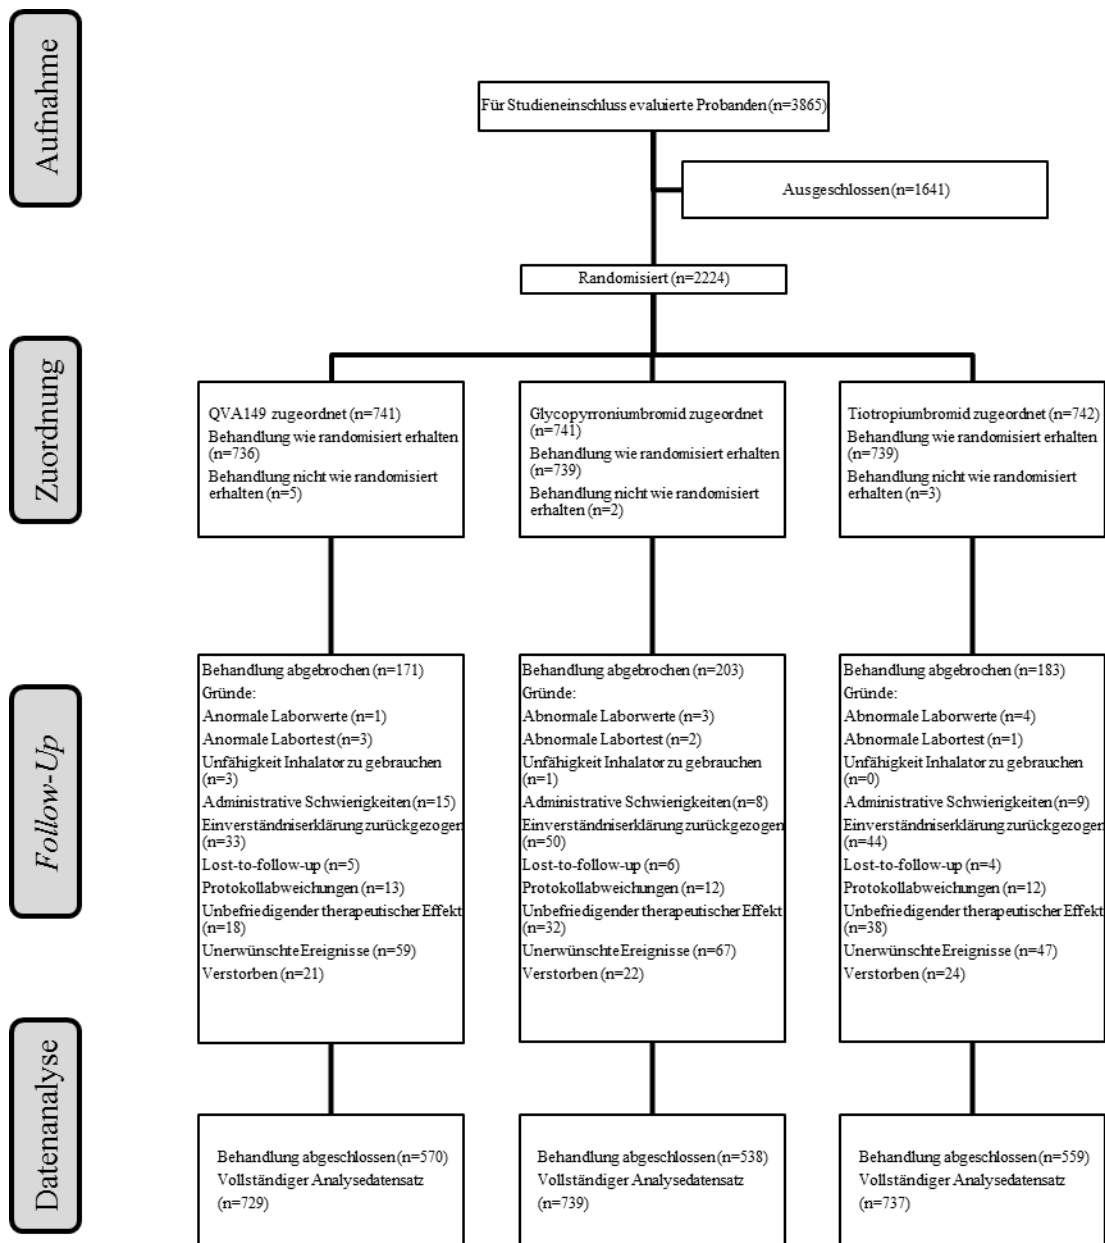 Aufnahme
Für Studieneinschluss evaluierte Probanden (n=3865)
Ausgeschlossen (n=1641)
Randomisiert (n=2224)
Zuordnung
QVA149 zugeordnet (n=741)
Behandlung wie randomisiert erhalten
(n=736)
Behandlung nicht wie randomisiert
erhalten (n=5)
Glycopyrroniumbromid zugeordnet
(n=741)
Behandlung wie randomisiert erhalten
(n=739)
Behandlung nicht wie randomisiert
erhalten (n=2)
Tiotropiumbromid zugeordnet (n=742)
Behandlung wie randomisiert erhalten
(n=739)
Behandlung nicht wie randomisiert
erhalten (n=3)
Follow-Up
Behandlung abgebrochen (n=171)
Gründe:
Anormale Laborwerte (n=1)
Anormale Labortest (n=3)
Unfähigkeit Inhalator zu gebrauchen
(n=3)
Administrative Schwierigkeiten (n=15)
Einverständniserklärung zurückgezogen
(n=33)
Lost-to-follow-up (n=5)
Protokollabweichungen (n=13)
Unbefriedigender therapeutischer Effekt
(n=18)
Unerwünschte Ereignisse (n=59)
Verstorben (n=21)
Behandlung abgebrochen (n=203)
Gründe:
Abnormale Laborwerte (n=3)
Abnormale Labortest (n=2)
Unfähigkeit Inhalator zu gebrauchen
(n=1)
Administrative Schwierigkeiten (n=8)
Einverständniserklärung zurückgezogen
(n=50)
Lost-to-follow-up (n=6)
Protokollabweichungen (n=12)
Unbefriedigender therapeutischer Effekt
(n=32)
Unerwünschte Ereignisse (n=67)
Verstorben (n=22)
Behandlung abgebrochen (n=183)
Gründe:
Abnormale Laborwerte (n=4)
Abnormale Labortest (n=1)
Unfähigkeit Inhalator zu gebrauchen
(n=0)
Administrative Schwierigkeiten (n=9)
Einverständniserklärung zurückgezogen
(n=44)
Lost-to-follow-up (n=4)
Protokollabweichungen (n=12)
Unbefriedigender therapeutischer Effekt
(n=38)
Unerwünschte Ereignisse (n=47)
Verstorben (n=24)
Datenanalyse
Behandlung abgeschlossen (n=570)
Vollständiger Analysedatensatz
(n=729)
Behandlung abgeschlossen (n=538)
Vollständiger Analysedatensatz
(n=739)
Behandlung abgeschlossen (n=559)
Vollständiger Analysedatensatz
(n=737)